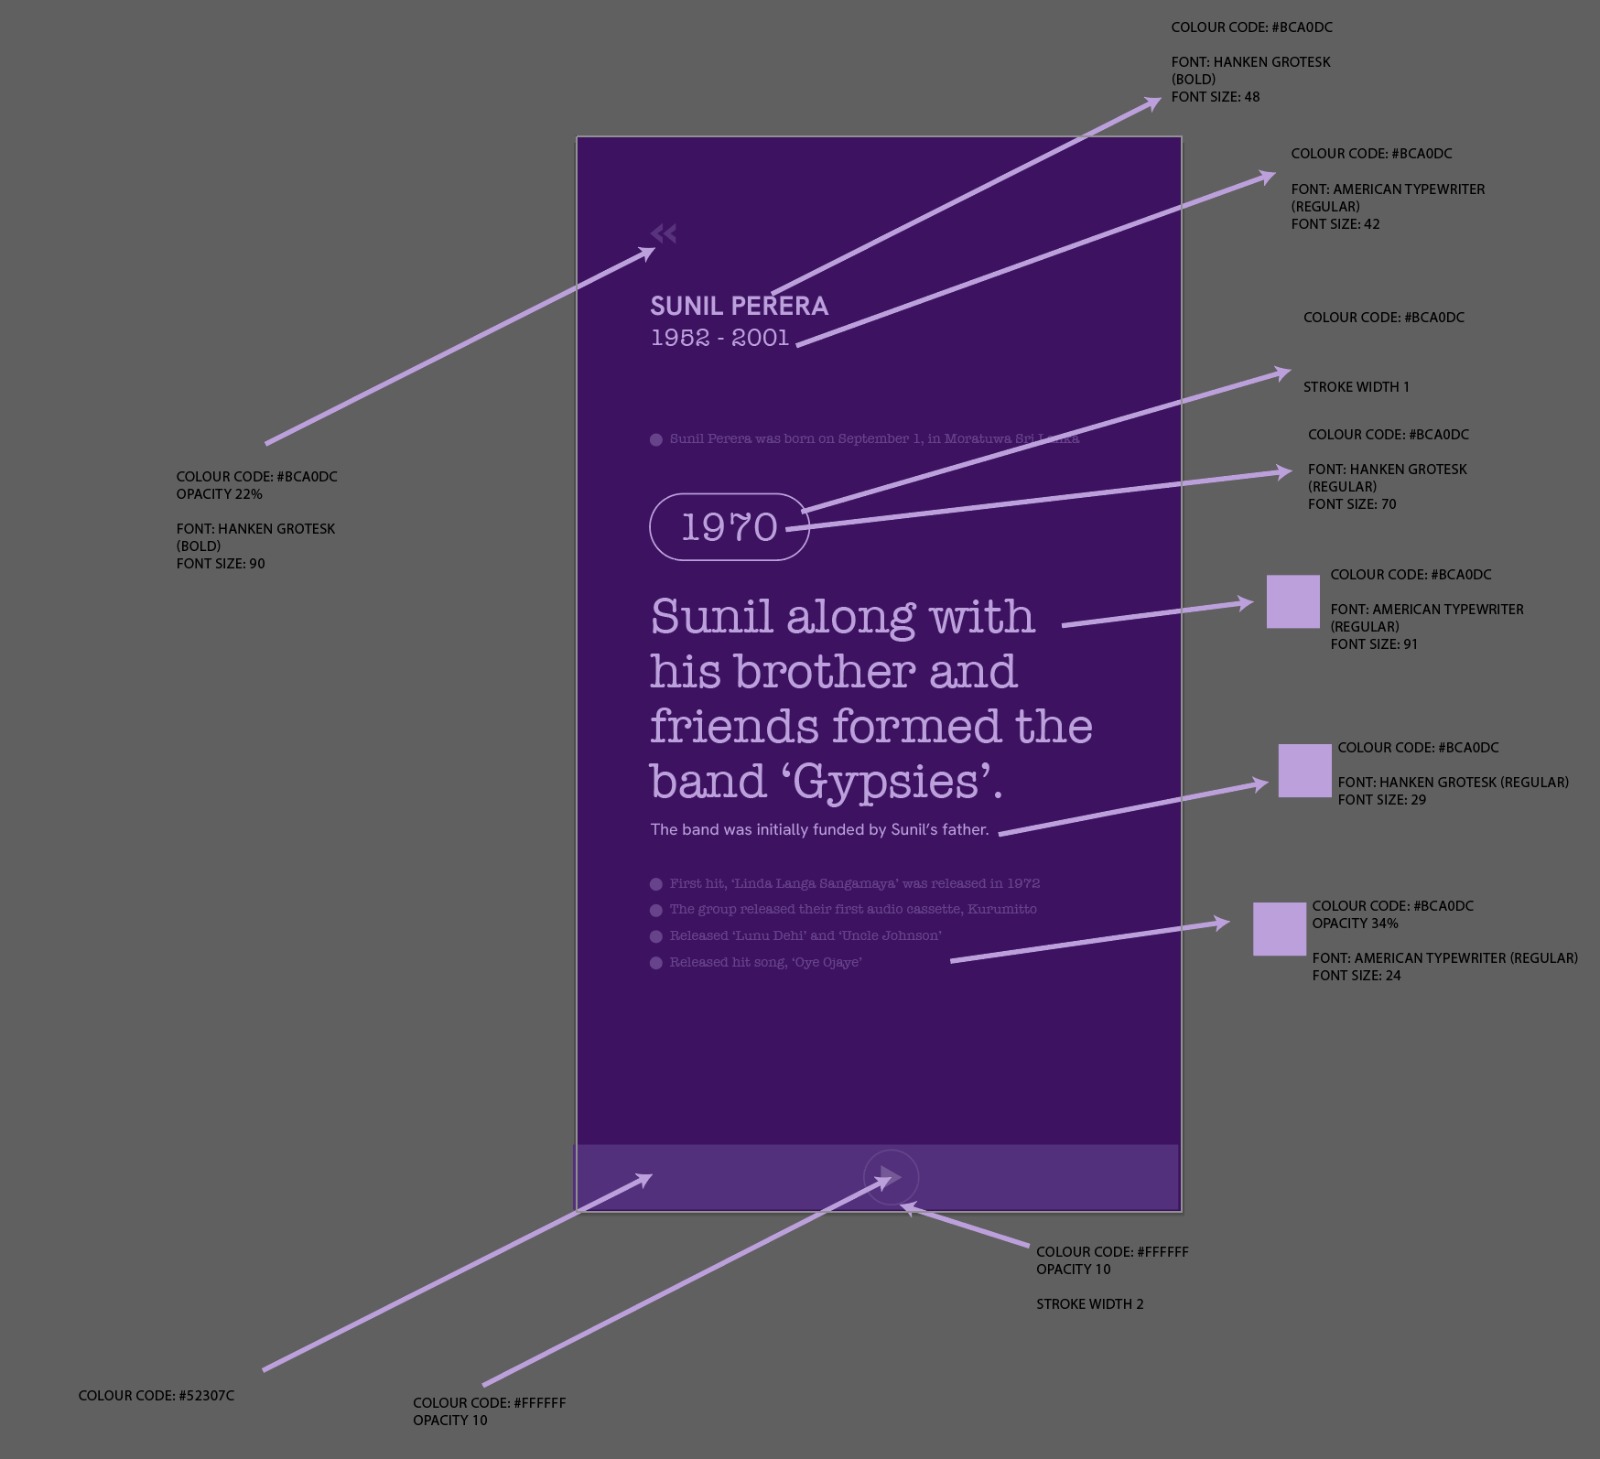 COLOUR CODE: #BCA0DC
FONT: HANKEN GROTESK
(BOLD)
FONT SIZE: 48
COLOUR CODE: #BCA0DC
FONT: AMERICAN TYPEWRITER
(REGULAR)
FONT SIZE: 42
«
SUNIL PERERA
1952 - 2001
COLOUR CODE: #BCA0DC
STROKE WIDTH 1
Sunil Perera was born on September 1, in Moratuwa Sri Lanka
COLOUR CODE: #BCA0DC
FONT: HANKEN GROTESK
(REGULAR)
FONT SIZE: 70
COLOUR CODE: #BCA0DC
OPACITY 22%
FONT: HANKEN GROTESK
(BOLD)
FONT SIZE: 90
1970
Sunil along with
his brother and
friends formed the
band ‘Gypsies’.
COLOUR CODE: #BCA0DC
FONT: AMERICAN TYPEWRITER
(REGULAR)
FONT SIZE: 91
The band was initially funded by Sunil’s father.
COLOUR CODE: #BCA0DC
FONT: HANKEN GROTESK (REGULAR)
FONT SIZE: 29
First hit, ‘Linda Langa Sangamaya’ was released in 1972
The group released their first audio cassette, Kurumitto
Released ‘Lunu Dehi’ and ‘Uncle Johnson’
Released hit song, ‘Oye Ojaye’
COLOUR CODE: #BCA0DC
OPACITY 34%
FONT: AMERICAN TYPEWRITER (REGULAR)
FONT SIZE: 24
COLOUR CODE: #FFFFFF
OPACITY 10
STROKE WIDTH 2
COLOUR CODE: #52307C
COLOUR CODE: #FFFFFF
OPACITY 10